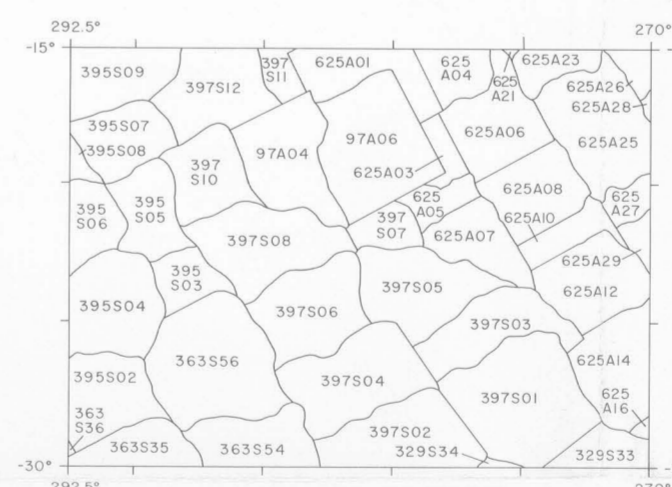 292.5°
270°
-15°
395S09
397S12
397
S11
625A01
625
A04
625
A21
625A23
625A26
625A28
395S07
395S08
397
S10
97A04
97A06
625A03
625A06
625A25
395
S06
395
S05
397S08
397
S07
625
A05
625A07
625A08
625A10
625
A27
395
S03
395S04
397S06
397S05
397S03
625A29
625A12
363S56
397S04
397S01
625A14
625
A16
395S02
363
S36
363S35
363S54
397S02
329S34
329S33
-30°
292.5°